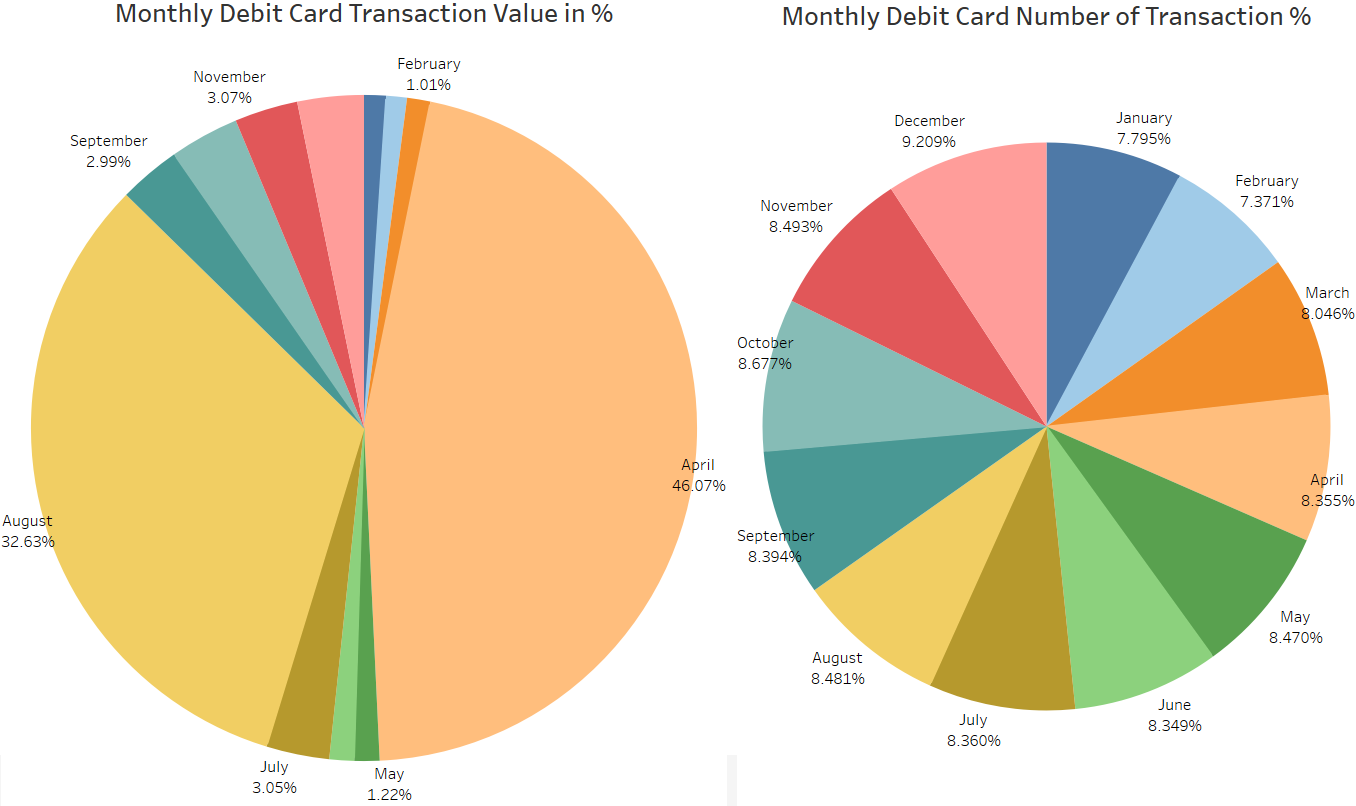 Monthly Debit Card Transaction Value in %
February
1.01%
November
3.07%
September
2.99%
April
46.07%
August
32.63%
July
3.05%
May
1.22%
Monthly Debit Card Number of Transaction %
December
9.209%
January
7.795%
February
7.371%
November
8.493%
March
8.046%
October
8.677%
April
8.355%
September
8.394%
May
8.470%
August
8.481%
June
8.349%
July
8.360%